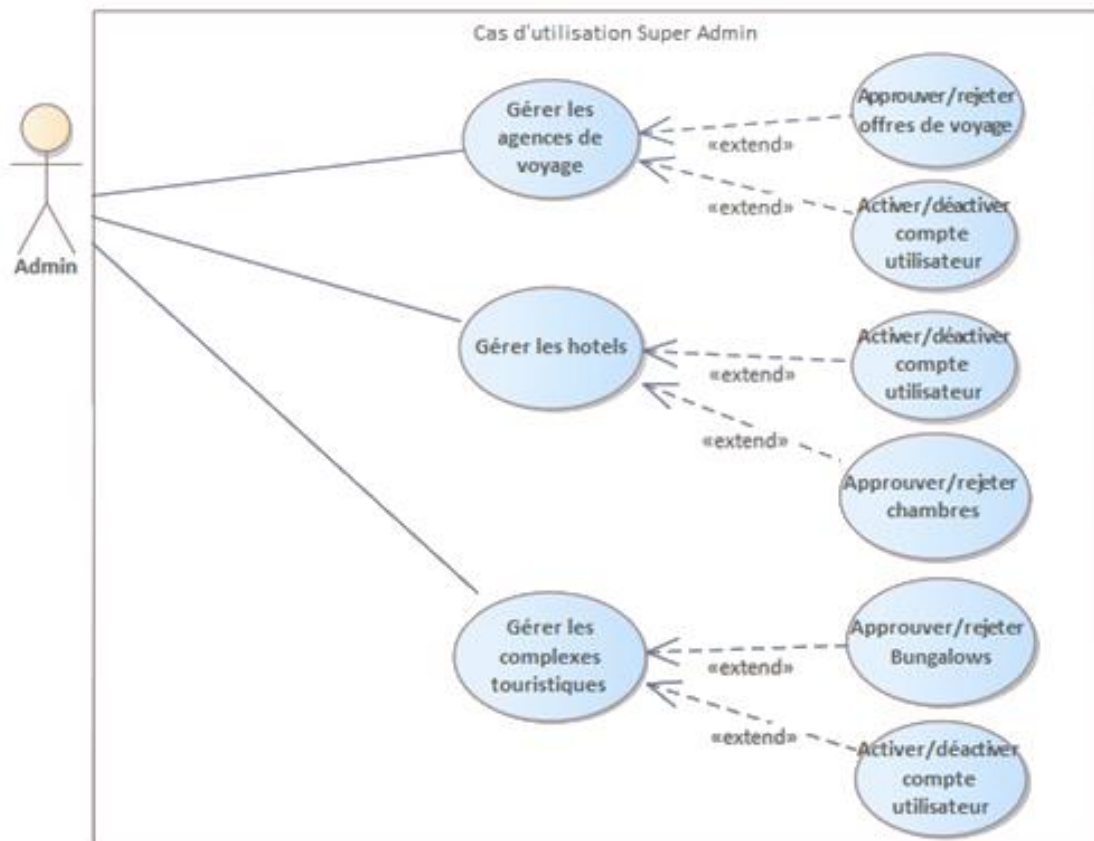 Cas d'utilisation Super Admin
Gérer les
agences de
voyage
Approuver/rejeter
offres de voyage
«extend»
«extend»
Activer/déactiver
compte
utilisateur
Admin
Gérer les hotels
Activer/déactiver
compte
utilisateur
«extend»
«extend»
Approuver/rejeter
chambres
Gérer les
complexes
touristiques
Approuver/rejeter
Bungalows
«extend»
«extend»
Activer/déactiver
compte
utilisateur